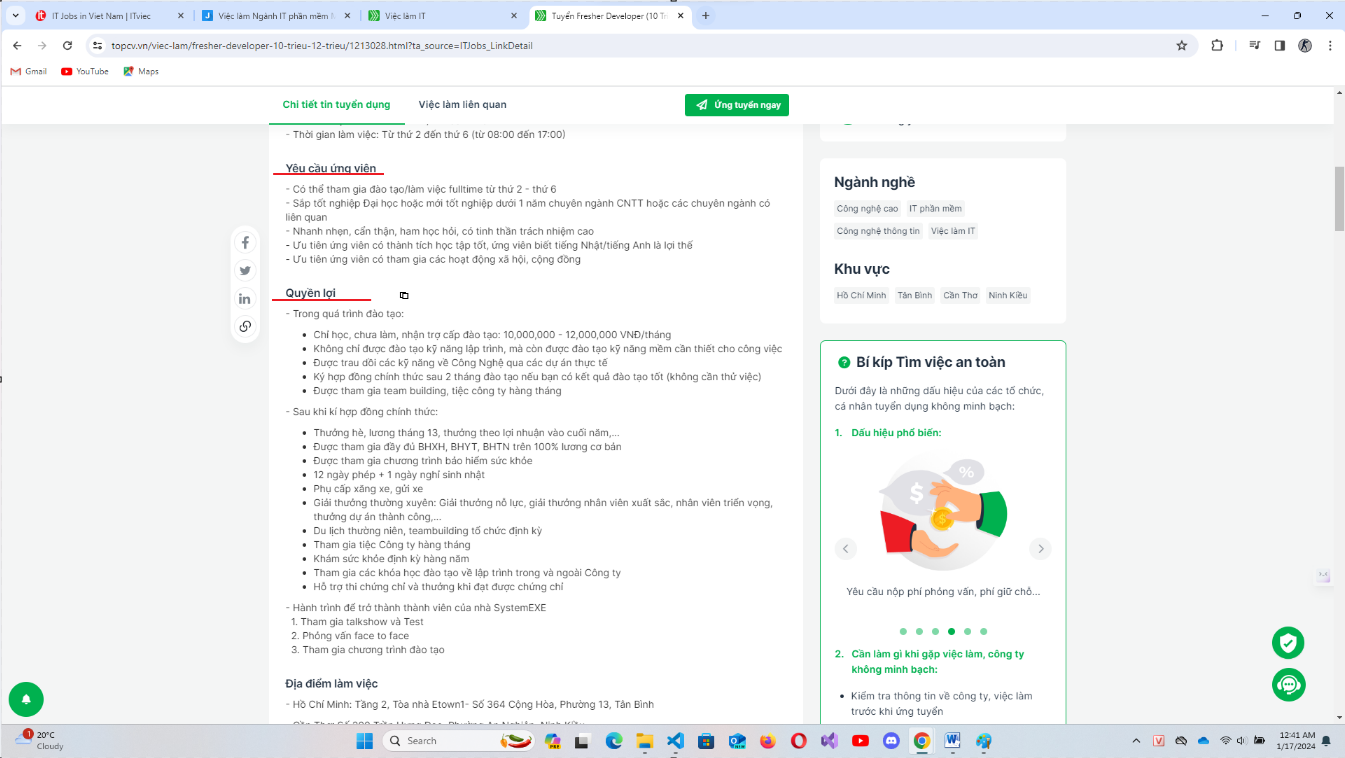 IT Jobs in Viet Nam | ITviec
Việc làm Ngành IT phần mềm
Việc làm IT
Tuyển Fresher Developer (10 Tr
topcv.vn/viec-lam/fresher-developer-10-trieu-12-trieu/1213028.html?ta_source=ITJobs_LinkDetail
Gmail
YouTube
Maps
Chi tiết tin tuyển dụng
Việc làm liên quan
Ứng tuyển ngay
- Thời gian làm việc: Từ thứ 2 đến thứ 6 (từ 08:00 đến 17:00)
Yêu cầu ứng viên
- Có thể tham gia đào tạo/làm việc fulltime từ thứ 2 - thứ 6
- Sắp tốt nghiệp Đại học hoặc mới tốt nghiệp dưới 1 năm chuyên ngành CNTT hoặc các chuyên ngành có
liên quan
- Nhanh nhẹn, cẩn thận, ham học hỏi, có tinh thần trách nhiệm cao
- Ưu tiên ứng viên có thành tích học tập tốt, ứng viên biết tiếng Nhật/tiếng Anh là lợi thế
- Ưu tiên ứng viên có tham gia các hoạt động xã hội, cộng đồng
Quyền lợi
- Trong quá trình đào tạo:
Chỉ học, chưa làm, nhận trợ cấp đào tạo: 10,000,000 - 12,000,000 VNĐ/tháng
Không chỉ được đào tạo kỹ năng lập trình, mà còn được đào tạo kỹ năng mềm cần thiết cho công việc
Được trau dồi các kỹ năng về Công Nghệ qua các dự án thực tế
Ký hợp đồng chính thức sau 2 tháng đào tạo nếu bạn có kết quả đào tạo tốt (không cần thử việc)
Được tham gia team building, tiệc công ty hàng tháng
- Sau khi kí hợp đồng chính thức:
Thưởng hè, lương tháng 13, thưởng theo lợi nhuận vào cuối năm,...
Được tham gia đầy đủ BHXH, BHYT, BHTN trên 100% lương cơ bản
Được tham gia chương trình bảo hiểm sức khỏe
12 ngày phép + 1 ngày nghỉ sinh nhật
Phụ cấp xăng xe, gửi xe
Giải thưởng thường xuyên: Giải thưởng nỗ lực, giải thưởng nhân viên xuất sắc, nhân viên triển vọng,
thưởng dự án thành công,...
Du lịch thường niên, teambuilding tổ chức định kỳ
Tham gia tiệc Công ty hàng tháng
Khám sức khỏe định kỳ hàng năm
Tham gia các khóa học đào tạo về lập trình trong và ngoài Công ty
Hỗ trợ thi chứng chỉ và thưởng khi đạt được chứng chỉ
- Hành trình để trở thành thành viên của nhà SystemEXE
1. Tham gia talkshow và Test
2. Phỏng vấn face to face
3. Tham gia chương trình đào tạo
Địa điểm làm việc
- Hồ Chí Minh: Tầng 2, Tòa nhà Etown1- Số 364 Cộng Hòa, Phường 13, Tân Bình
Ngành nghề
Công nghệ cao
IT phần mềm
Công nghệ thông tin
Việc làm IT
Khu vực
Hồ Chí Minh
Tân Bình
Cần Thơ
Ninh Kiều
Bí kíp Tìm việc an toàn
Dưới đây là những dấu hiệu của các tổ chức,
cá nhân tuyển dụng không minh bạch:
1. Dấu hiệu phổ biến:
Yêu cầu nộp phí phỏng vấn, phí giữ chỗ...
2. Cần làm gì khi gặp việc làm, công ty
không minh bạch:
Kiểm tra thông tin về công ty, việc làm
trước khi ứng tuyển
20°C
Cloudy
Search
12:41 AM
1/17/2024